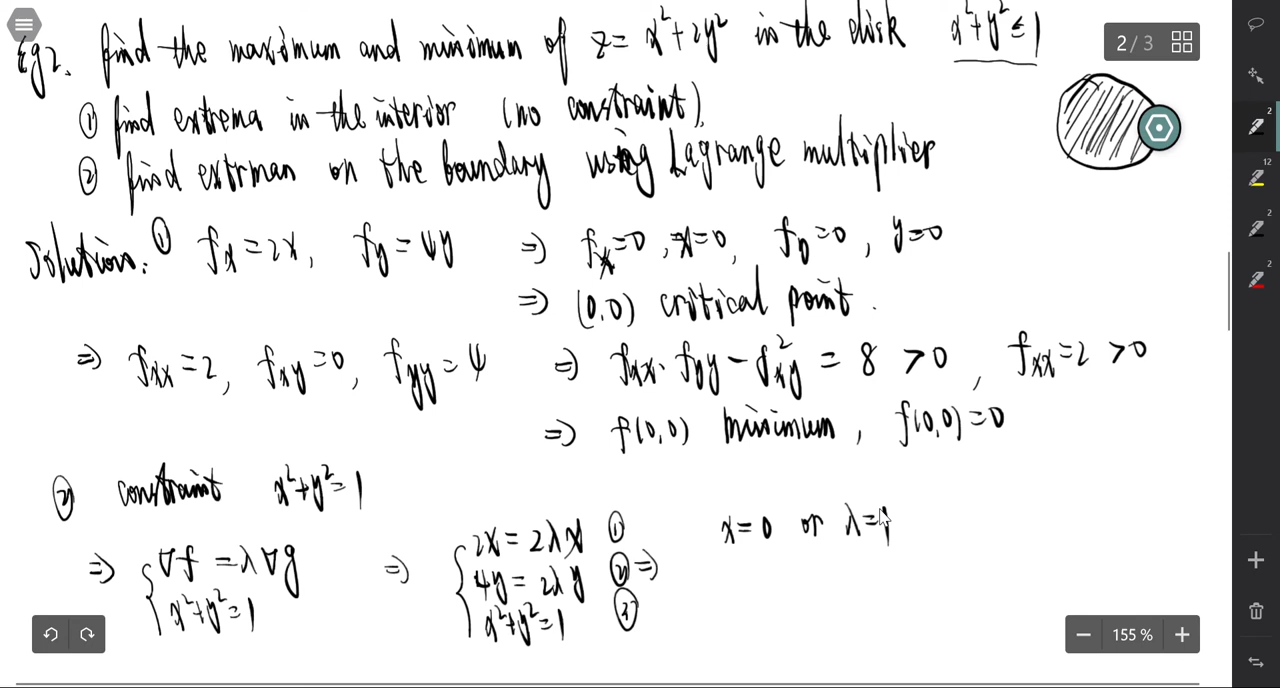 2 / 3
Eg2. find the maximum and minimum of z = x²+2y² in the disk x²+y² ≤ 1
① find extrema in the interior (no constraint).
② find extrman on the boundary using Lagrange multiplier
Solution: ① fx = 2x, fy = 4y ⇒ fx = 0, x=0, fy = 0, y=0
⇒ (0,0) critical point.
⇒ fxx = 2, fxy = 0, fyy = 4 ⇒ fxx · fyy − f²xy = 8 > 0, fxx = 2 > 0
⇒ f(0,0) minimum, f(0,0) = 0
② constraint x²+y² = 1
⇒ { ∇f = λ∇g ⇒ { 2x = 2λx ① x = 0 or λ = 1
4y = 2λy ② ⇒
x²+y² = 1 x²+y² = 1 ③
155 %
2
12
2
2